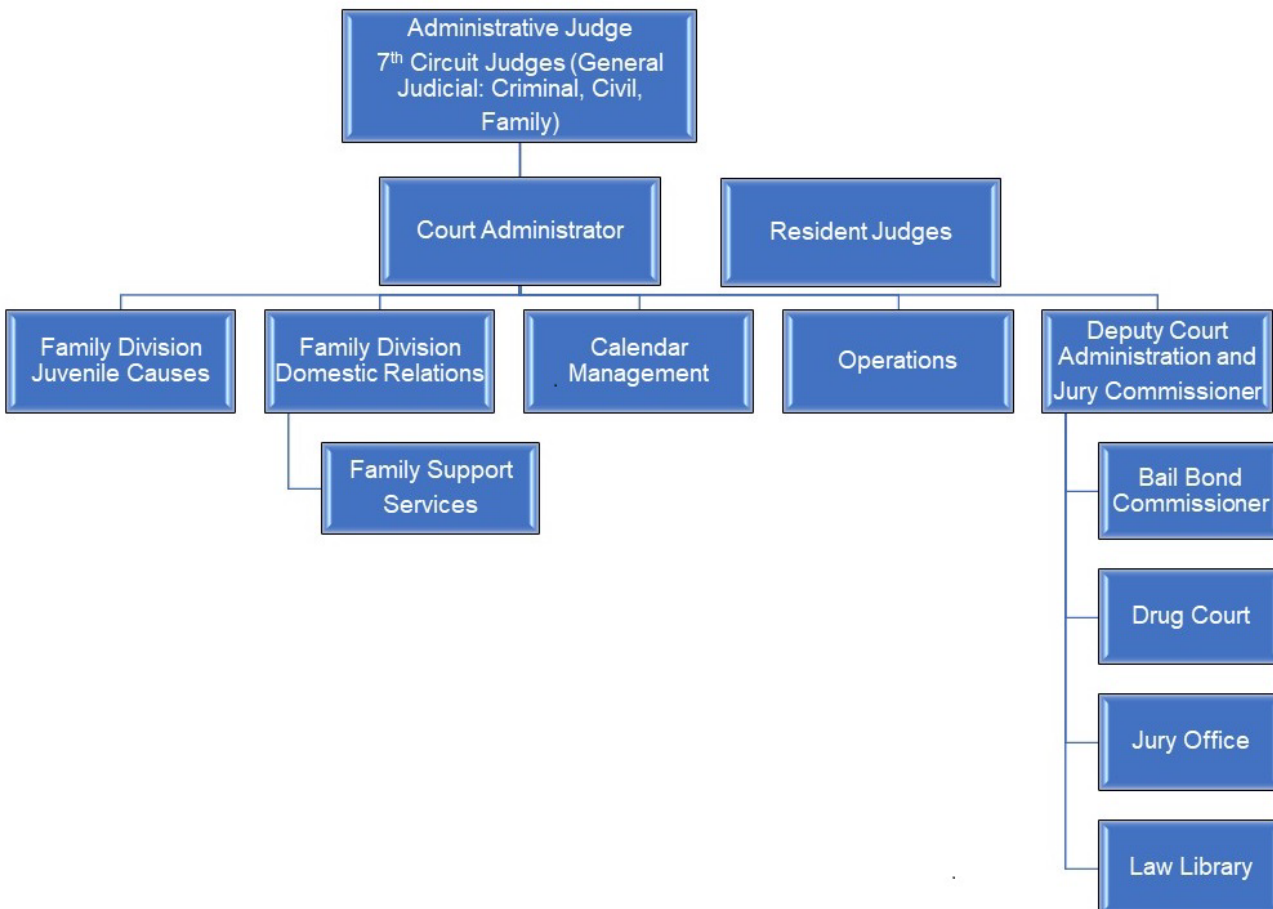 Administrative Judge
7th Circuit Judges (General
Judicial: Criminal, Civil,
Family)
Court Administrator
Resident Judges
Family Division
Juvenile Causes
Family Division
Domestic Relations
Calendar
Management
Operations
Deputy Court
Administration and
Jury Commissioner
Family Support
Services
Bail Bond
Commissioner
Drug Court
Jury Office
Law Library